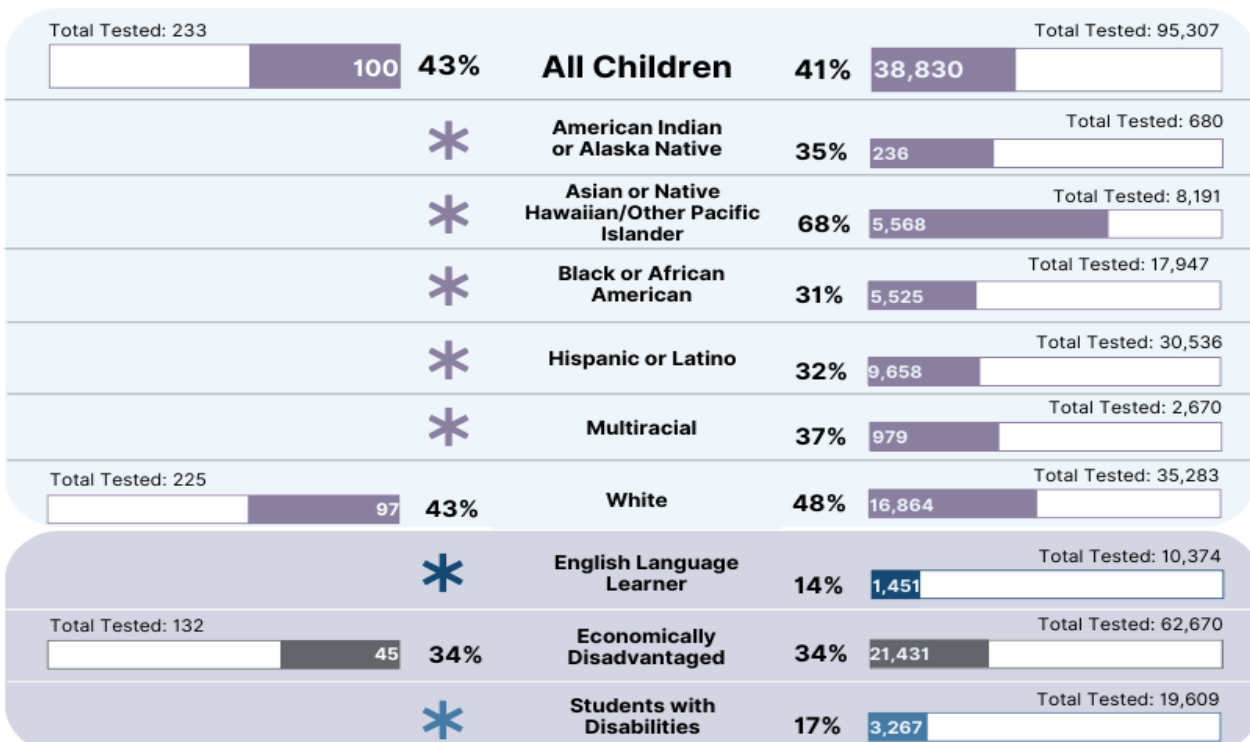 Total Tested: 233
Total Tested: 95,307
100 43% All Children 41% 38,830
Total Tested: 680
* American Indian
or Alaska Native 35% 236
Total Tested: 8,191
* Asian or Native
Hawaiian/Other Pacific
Islander 68% 5,568
Total Tested: 17,947
* Black or African
American 31% 5,525
Total Tested: 30,536
* Hispanic or Latino 32% 9,658
Total Tested: 2,670
* Multiracial 37% 979
Total Tested: 225
Total Tested: 35,283
97 43% White 48% 16,864
Total Tested: 10,374
* English Language
Learner 14% 1,451
Total Tested: 132
Total Tested: 62,670
45 34% Economically
Disadvantaged 34% 21,431
Total Tested: 19,609
* Students with
Disabilities 17% 3,267